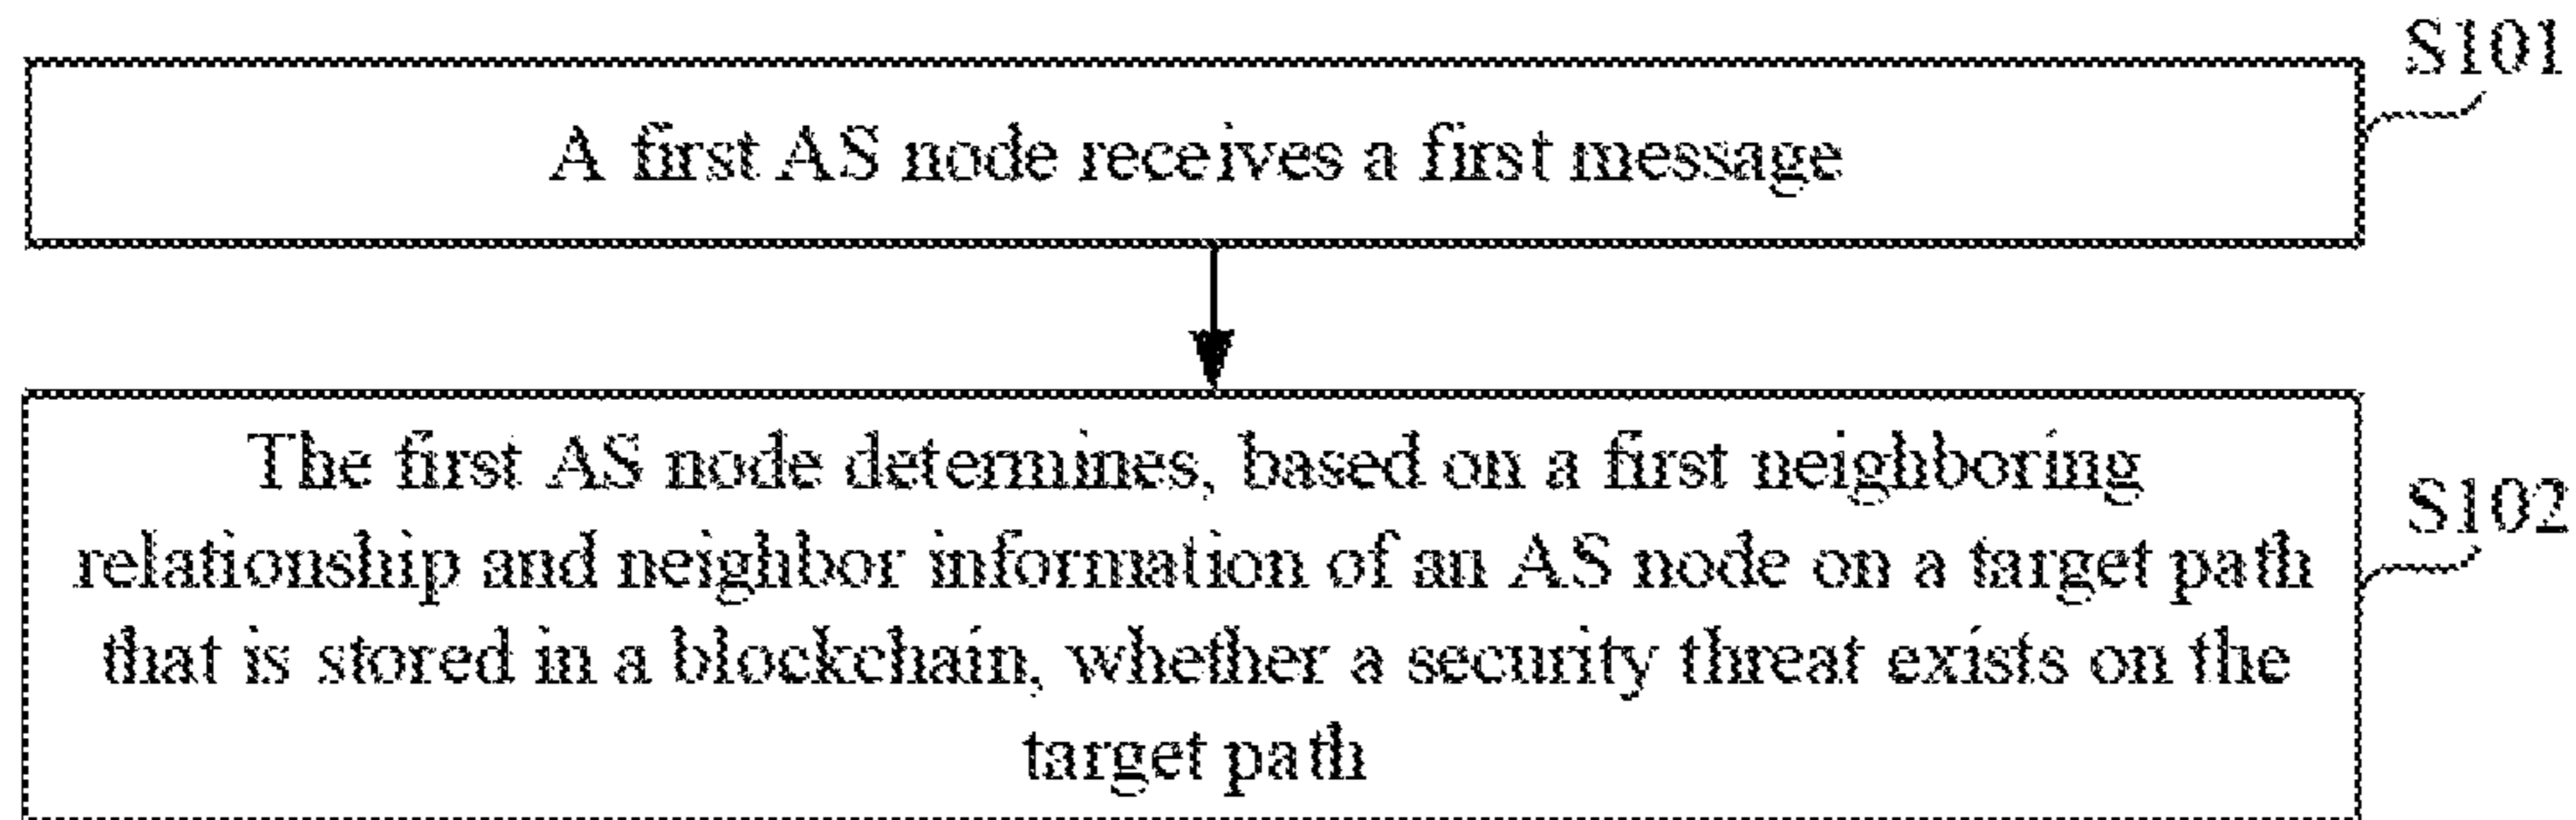 S101
A first AS node receives a first message
The first AS node determines, based on a first neighboring
relationship and neighbor information of an AS node on a target path
that is stored in a blockchain, whether a security threat exists on the
target path
S102